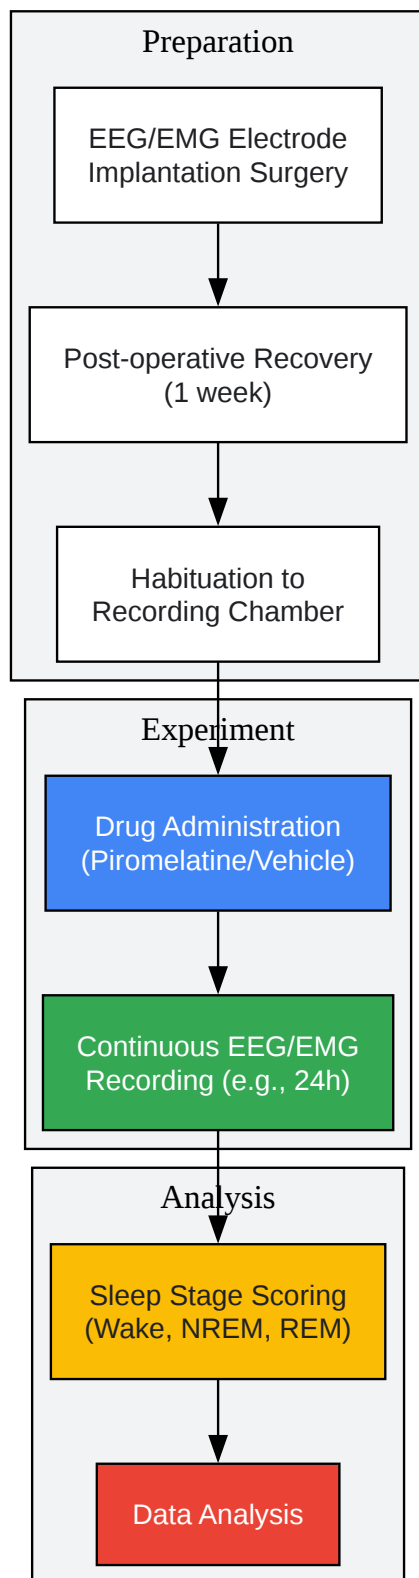 Preparation
EEG/EMG Electrode
Implantation Surgery
Post-operative Recovery
(1 week)
Habituation to
Recording Chamber
Experiment
Drug Administration
(Piromelatine/Vehicle)
Continuous EEG/EMG
Recording (e.g., 24h)
Analysis
Sleep Stage Scoring
(Wake, NREM, REM)
Data Analysis